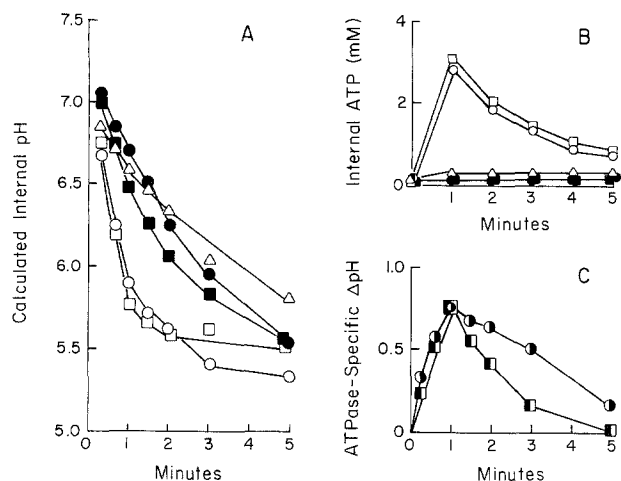 A
Calculated Internal pH
7.0
6.5
6.0
5.5
5.0
0 1 2 3 4 5
Minutes
B
Internal ATP (mM)
4
2
0
1 2 3 4 5
Minutes
C
ATPase-Specific ΔpH
1.0
0.5
0
0 1 2 3 4 5
Minutes